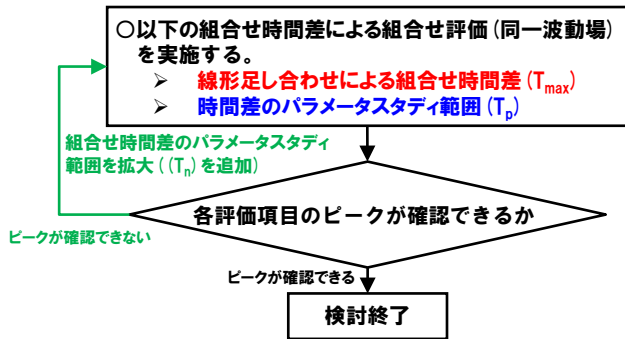 ○以下の組合せ時間差による組合せ評価(同一波動場)
を実施する。
➢ 線形足し合わせによる組合せ時間差(Tmax)
➢ 時間差のパラメータスタディ範囲(Tp)
組合せ時間差のパラメータスタディ
範囲を拡大((Tn)を追加)
各評価項目のピークが確認できるか
ピークが確認できない
ピークが確認できる
検討終了